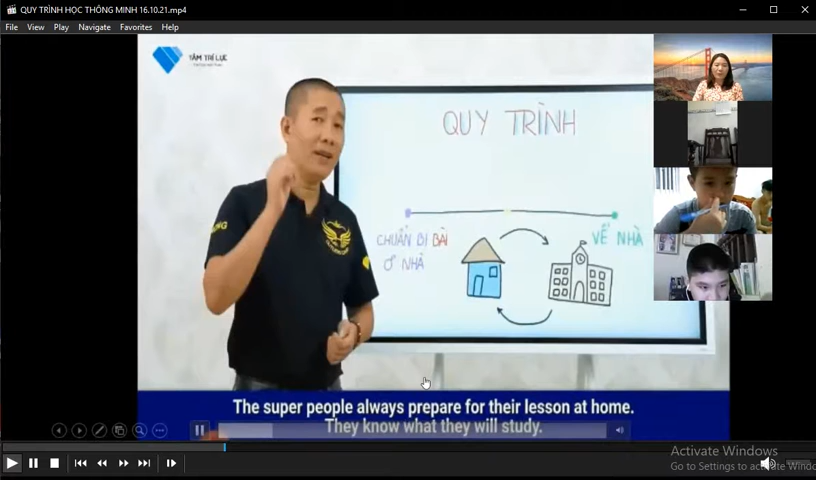 QUY TRÌNH HỌC THÔNG MINH 16.10.21.mp4
File View Play Navigate Favorites Help
TÂM TRÍ LỰC
QUY TRÌNH
CHUẨN BỊ BÀI
Ở NHÀ
VỀ NHÀ
The super people always prepare for their lesson at home.
They know what they will study.
Activate Windows
Go to Settings to activate Windows.